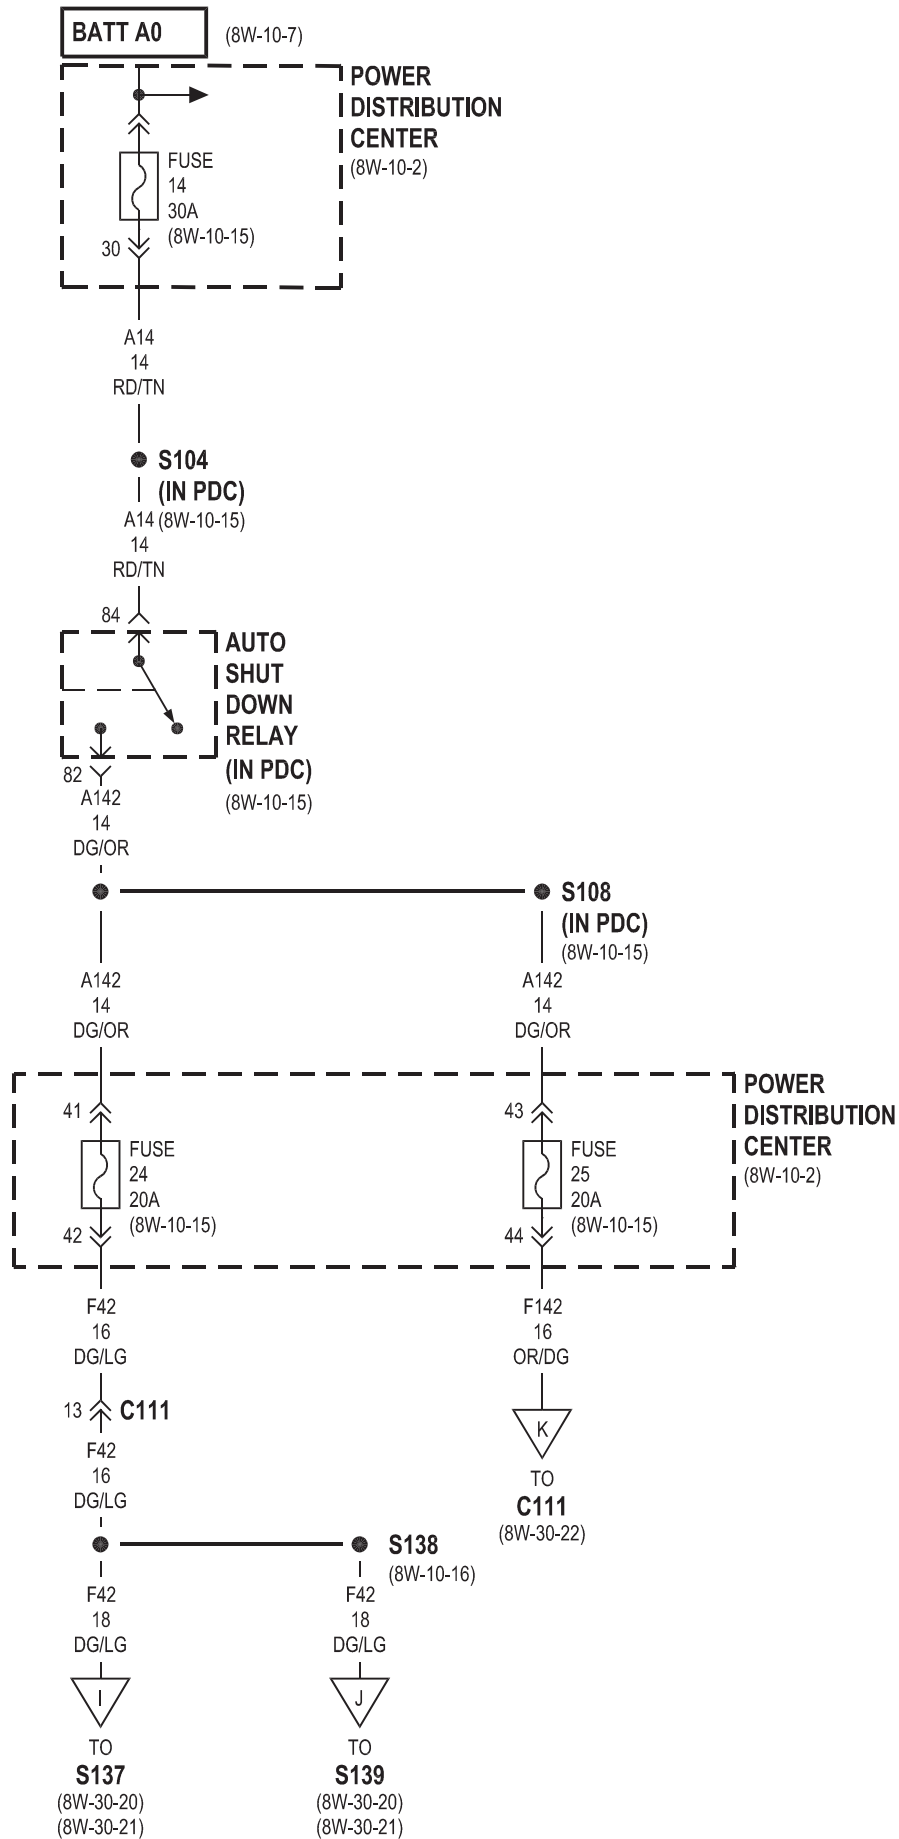 BATT A0
(8W-10-7)
POWER
DISTRIBUTION
CENTER
(8W-10-2)
FUSE
14
30A
(8W-10-15)
30
A14
14
RD/TN
S104
(IN PDC)
(8W-10-15)
A14
14
RD/TN
84
AUTO
SHUT
DOWN
RELAY
(IN PDC)
(8W-10-15)
82
A142
14
DG/OR
S108
(IN PDC)
(8W-10-15)
A142
14
DG/OR
A142
14
DG/OR
POWER
DISTRIBUTION
CENTER
(8W-10-2)
41
FUSE
24
20A
(8W-10-15)
42
43
FUSE
25
20A
(8W-10-15)
44
F42
16
DG/LG
F142
16
OR/DG
13
C111
F42
16
DG/LG
K
TO
C111
(8W-30-22)
S138
(8W-10-16)
F42
18
DG/LG
F42
18
DG/LG
I
TO
S137
(8W-30-20)
(8W-30-21)
J
TO
S139
(8W-30-20)
(8W-30-21)